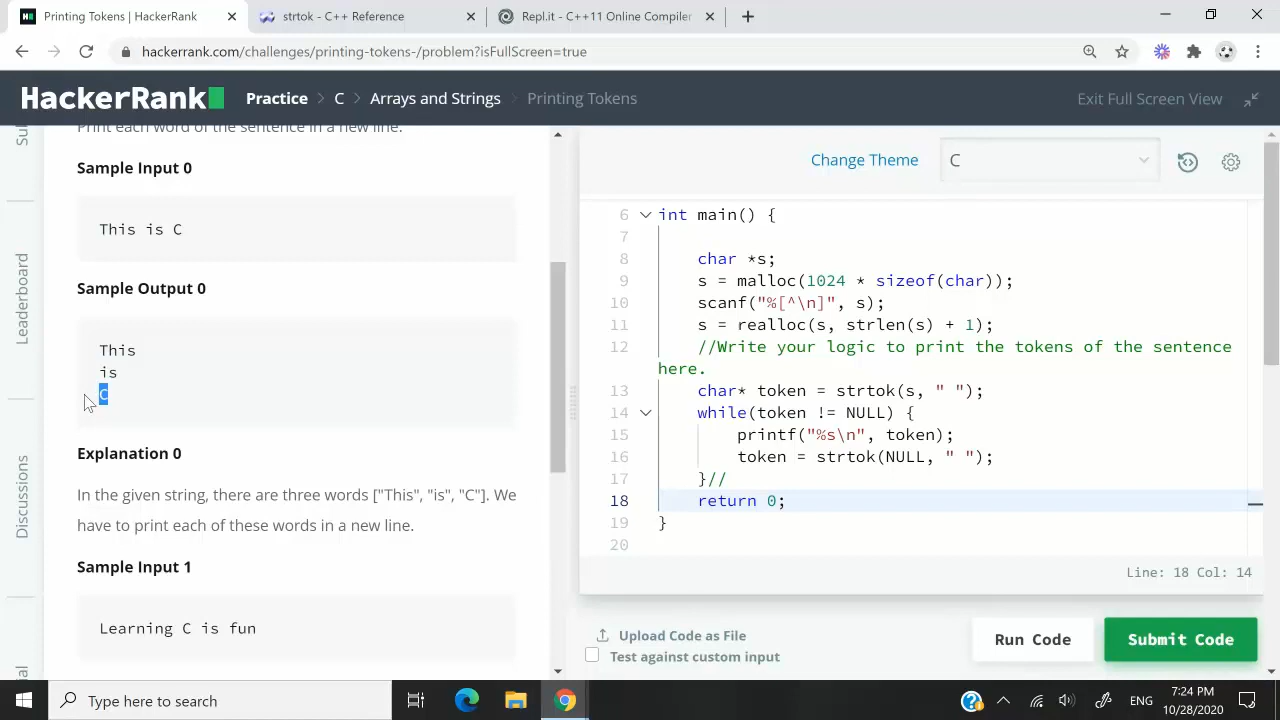 Printing Tokens | HackerRank
strtok - C++ Reference
Repl.it - C++11 Online Compiler
hackerrank.com/challenges/printing-tokens-/problem?isFullScreen=true
HackerRank
Practice > C > Arrays and Strings > Printing Tokens
Exit Full Screen View
Print each word of the sentence in a new line.
Sample Input 0
This is C
Sample Output 0
This
is
C
Explanation 0
In the given string, there are three words ["This", "is", "C"]. We
have to print each of these words in a new line.
Sample Input 1
Learning C is fun
Leaderboard
Discussions
Change Theme
C
6 int main() {
7
8 char *s;
9 s = malloc(1024 * sizeof(char));
10 scanf("%[^\n]", s);
11 s = realloc(s, strlen(s) + 1);
12 //Write your logic to print the tokens of the sentence
here.
13 char* token = strtok(s, " ");
14 while(token != NULL) {
15 printf("%s\n", token);
16 token = strtok(NULL, " ");
17 }//
18 return 0;
19 }
20
Line: 18 Col: 14
Upload Code as File
Test against custom input
Run Code
Submit Code
Type here to search
ENG
7:24 PM
10/28/2020